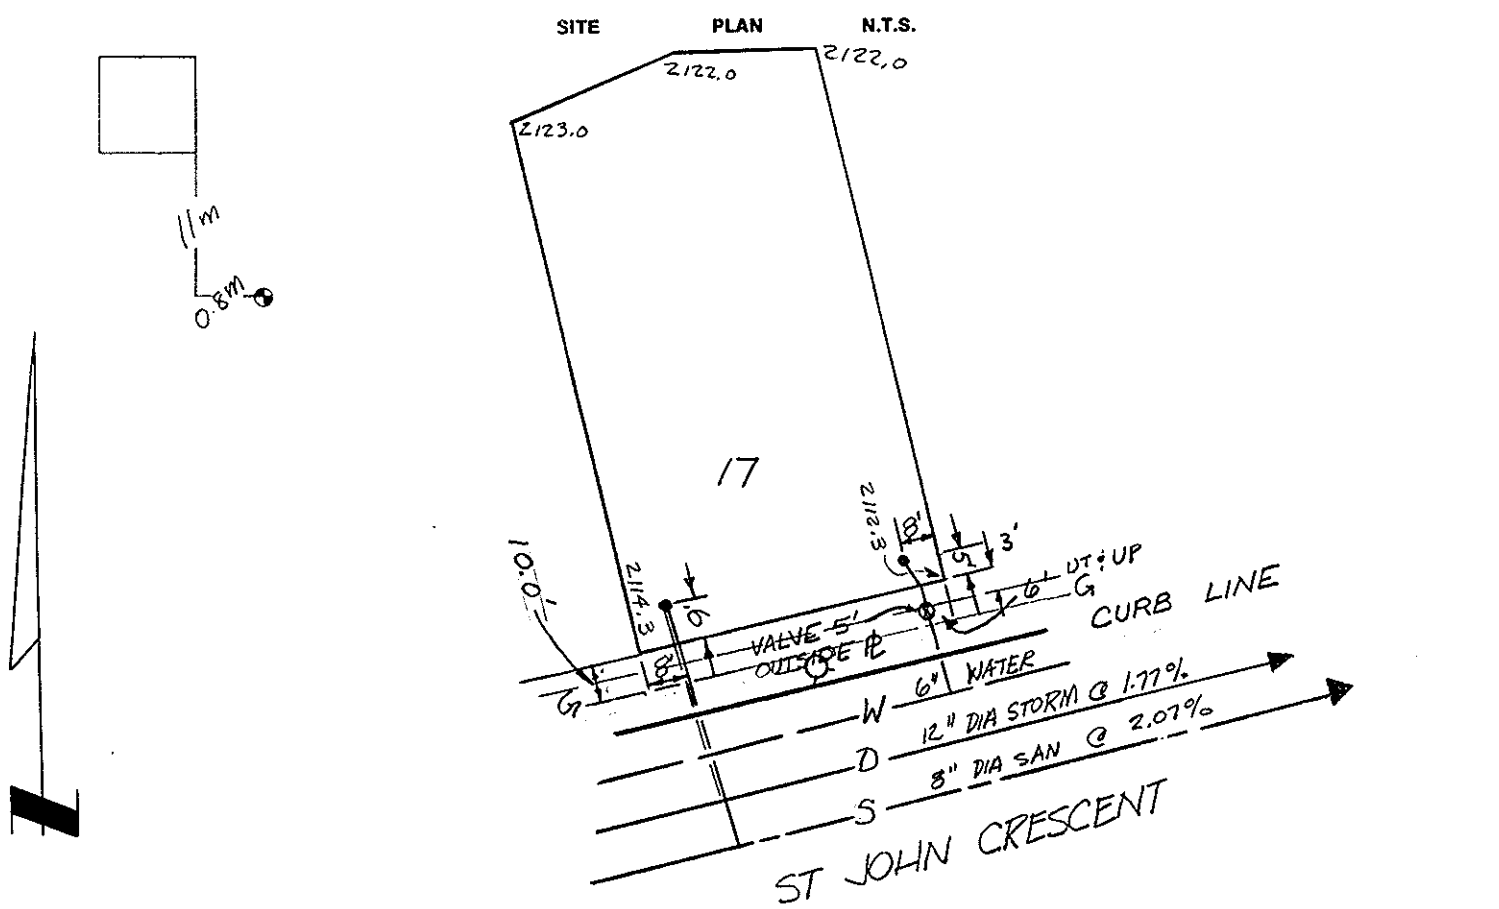 SITE PLAN N.T.S.
2122.0
2122.0
2123.0
11m
0.8m
17
2112.3
8'
5'
3'
10.0'
2114.3
1.6
8'
VALVE 5'
OUTSIDE ℄
6'
UT & UP
G
G
CURB LINE
6" WATER
W
12" DIA STORM @ 1.77%
D
8" DIA SAN @ 2.07%
S
ST JOHN CRESCENT